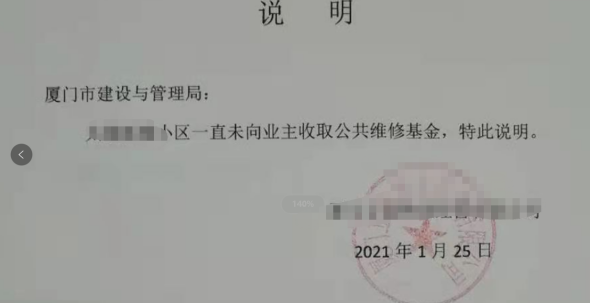 说 明
厦门市建设与管理局：
小区一直未向业主收取公共维修基金，特此说明。
2021 年 1 月 25 日